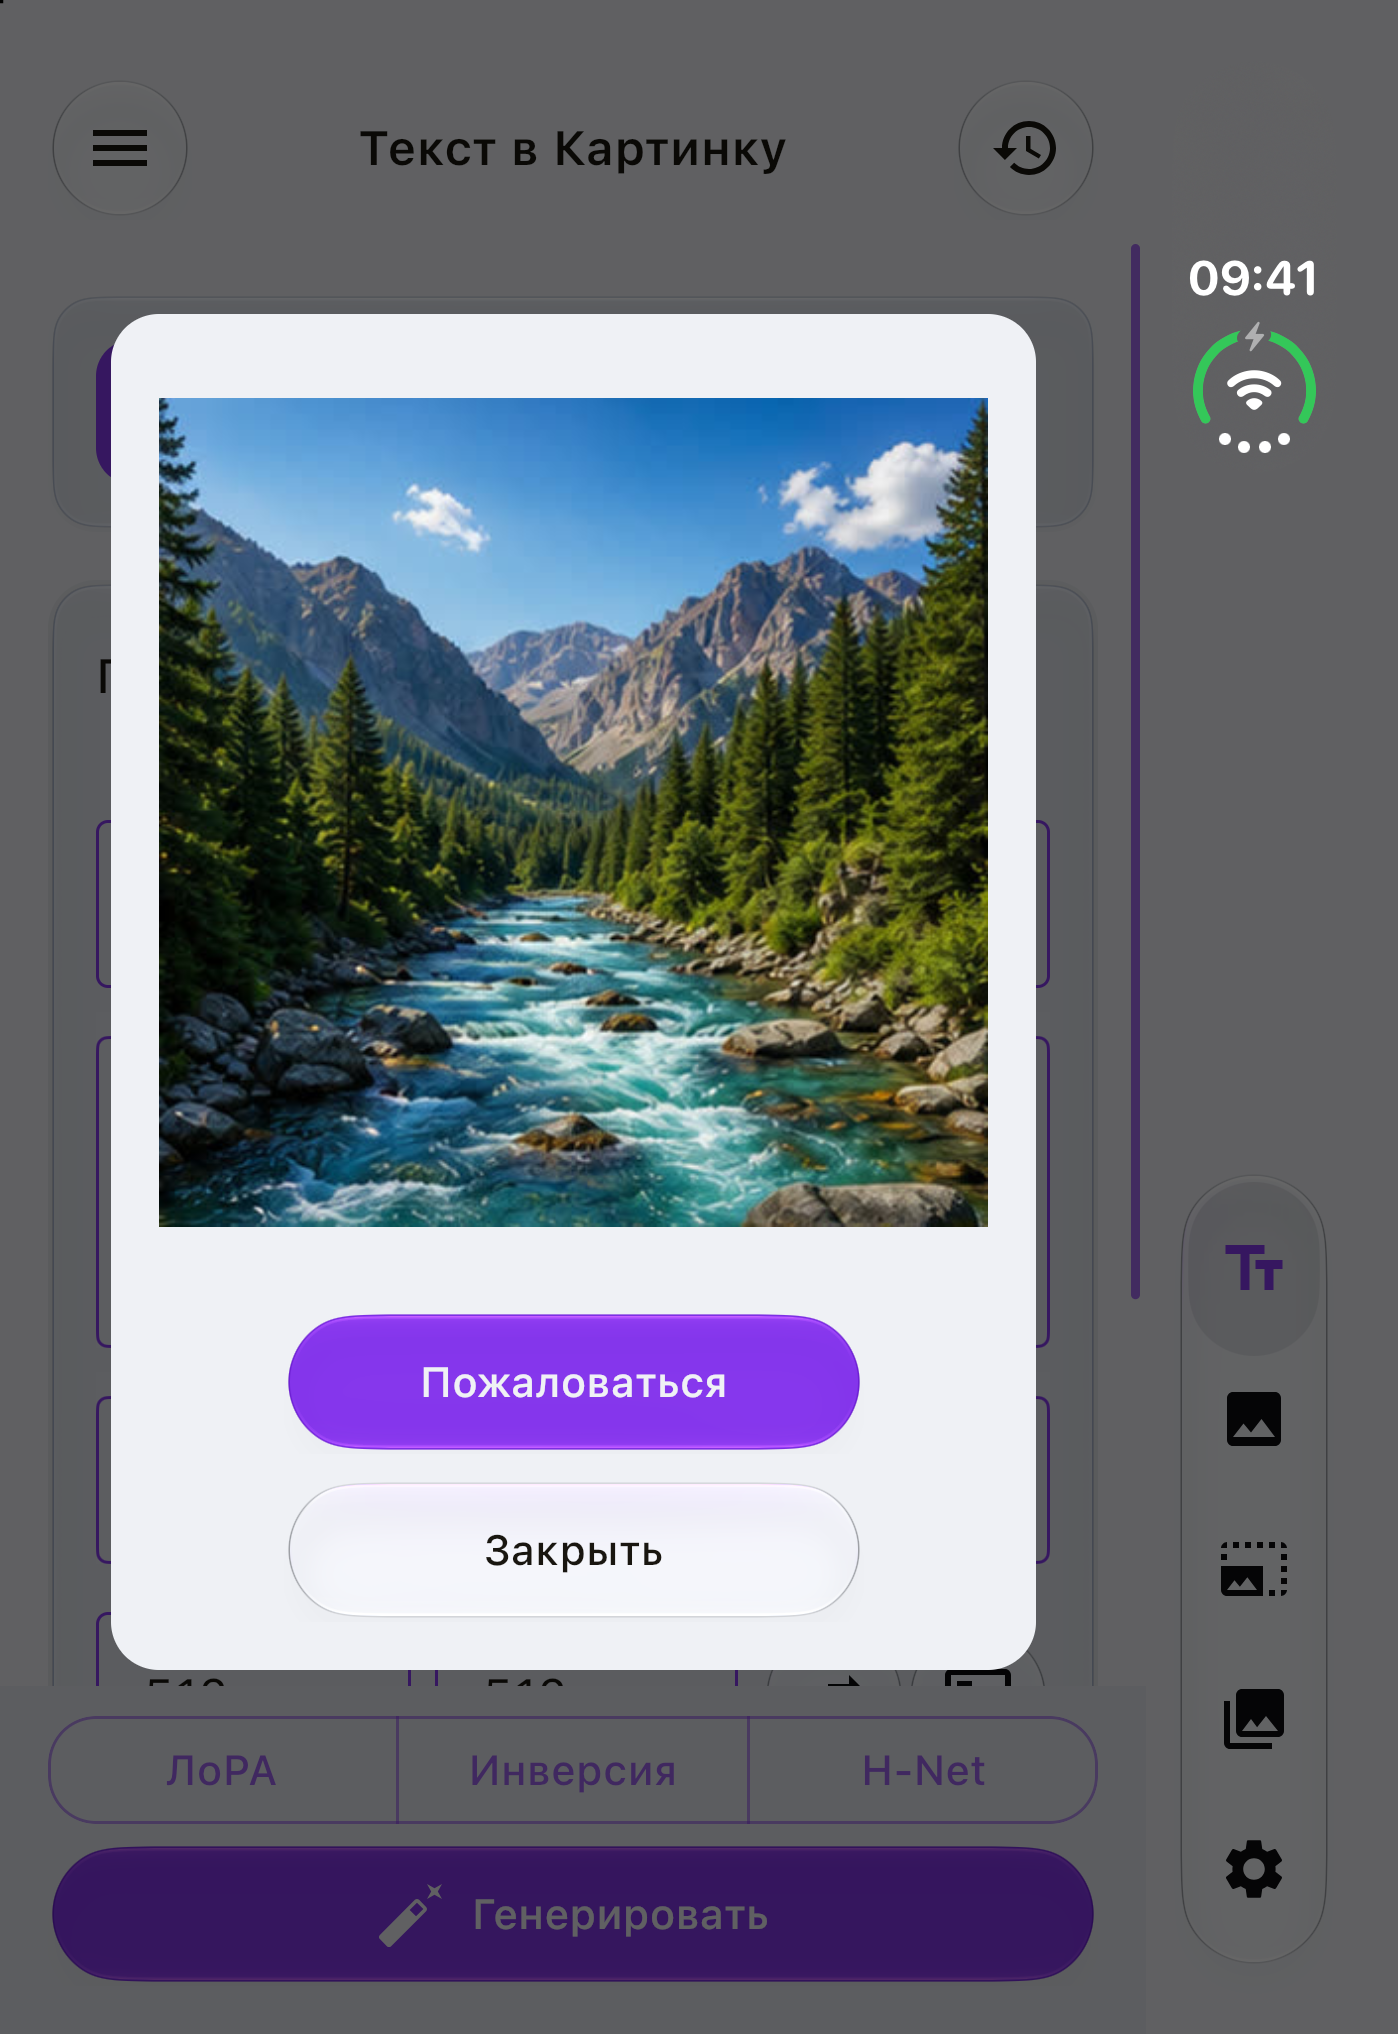 Текст в Картинку
09:41
Пожаловаться
Закрыть
ЛоРА
Инверсия
H-Net
Генерировать